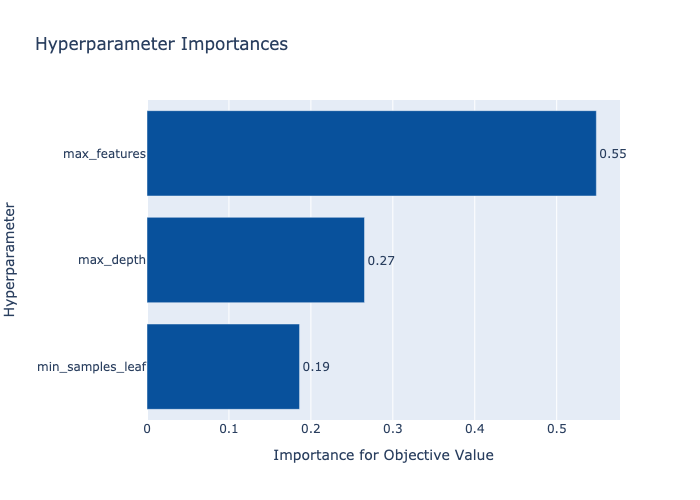 Hyperparameter Importances
max_features
0.55
max_depth
0.27
min_samples_leaf
0.19
Hyperparameter
0 0.1 0.2 0.3 0.4 0.5
Importance for Objective Value